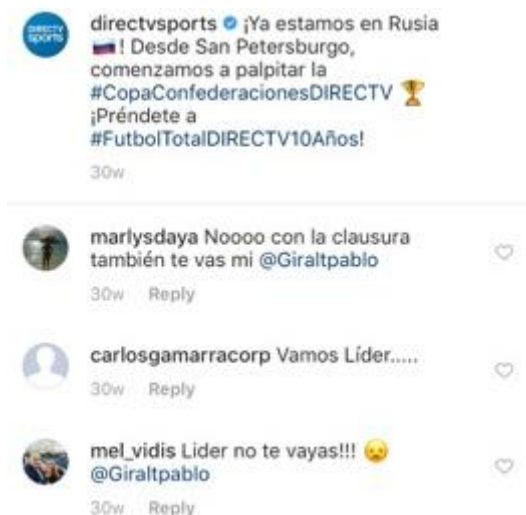 DIRECTV
sports
directvsports ¡Ya estamos en Rusia
🇷🇺! Desde San Petersburgo,
comenzamos a palpitar la
#CopaConfederacionesDIRECTV 🏆
¡Préndete a
#FutbolTotalDIRECTV10Años!
30w
marlysdaya Noooo con la clausura
también te vas mi @Giraltpablo
30w Reply
carlosgamarracorp Vamos Líder.....
30w Reply
mel_vidis Lider no te vayas!!! 😞
@Giraltpablo
30w Reply